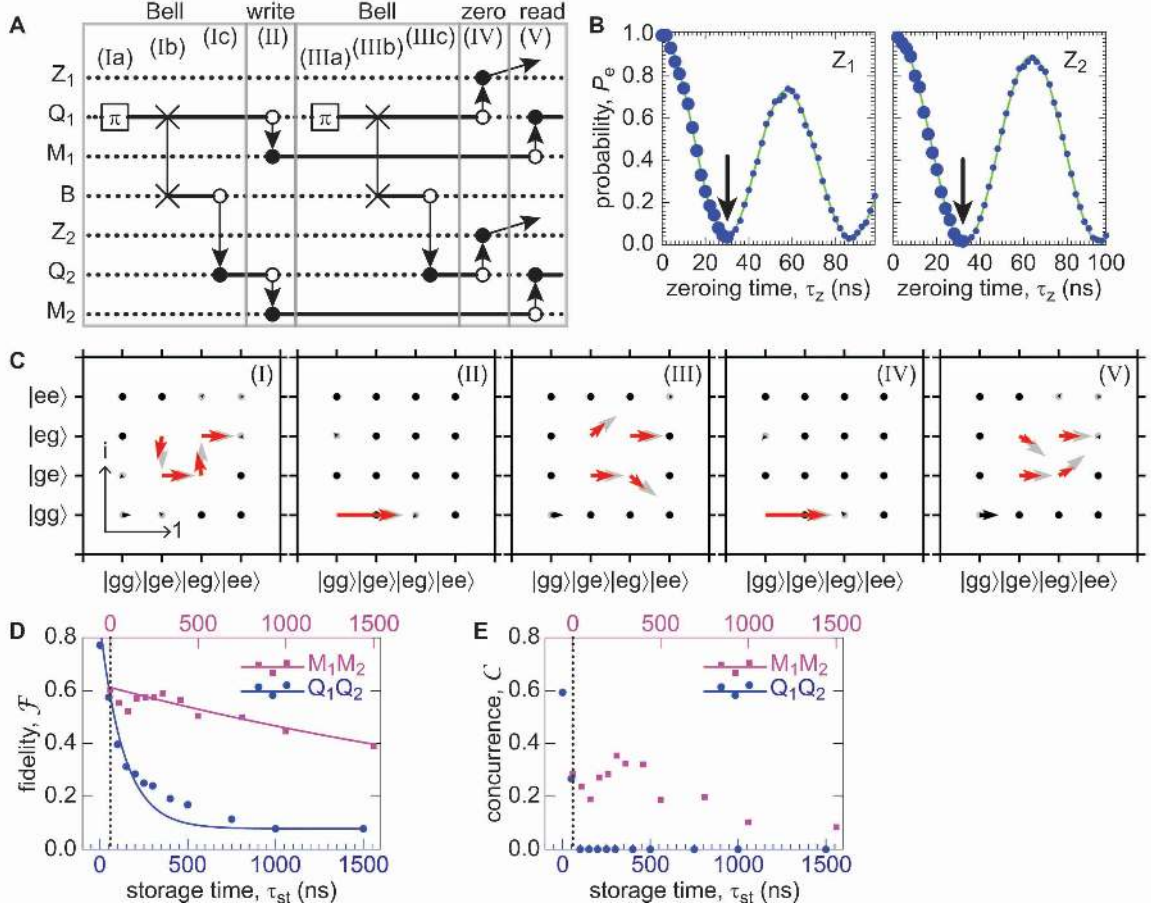 A
Bell write Bell zero read
(Ia) (Ib) (Ic) (II) (IIIa) (IIIb) (IIIc) (IV) (V)
Z1
Q1 π π
M1
B
Z2
Q2
M2
B
probability, Pe
1.0
0.8
0.6
0.4
0.2
0.0
Z1
0 20 40 60 80
zeroing time, τz (ns)
Z2
0 20 40 60 80 100
zeroing time, τz (ns)
C
(I) (II) (III) (IV) (V)
|ee⟩
|eg⟩
|ge⟩
|gg⟩
i
1
|gg⟩|ge⟩|eg⟩|ee⟩ |gg⟩|ge⟩|eg⟩|ee⟩ |gg⟩|ge⟩|eg⟩|ee⟩ |gg⟩|ge⟩|eg⟩|ee⟩ |gg⟩|ge⟩|eg⟩|ee⟩
D
0 500 1000 1500
fidelity, ℱ
0.8
0.6
0.4
0.2
0.0
M1M2
Q1Q2
0 500 1000 1500
storage time, τst (ns)
E
0 500 1000 1500
concurrence, C
0.8
0.6
0.4
0.2
0.0
M1M2
Q1Q2
0 500 1000 1500
storage time, τst (ns)